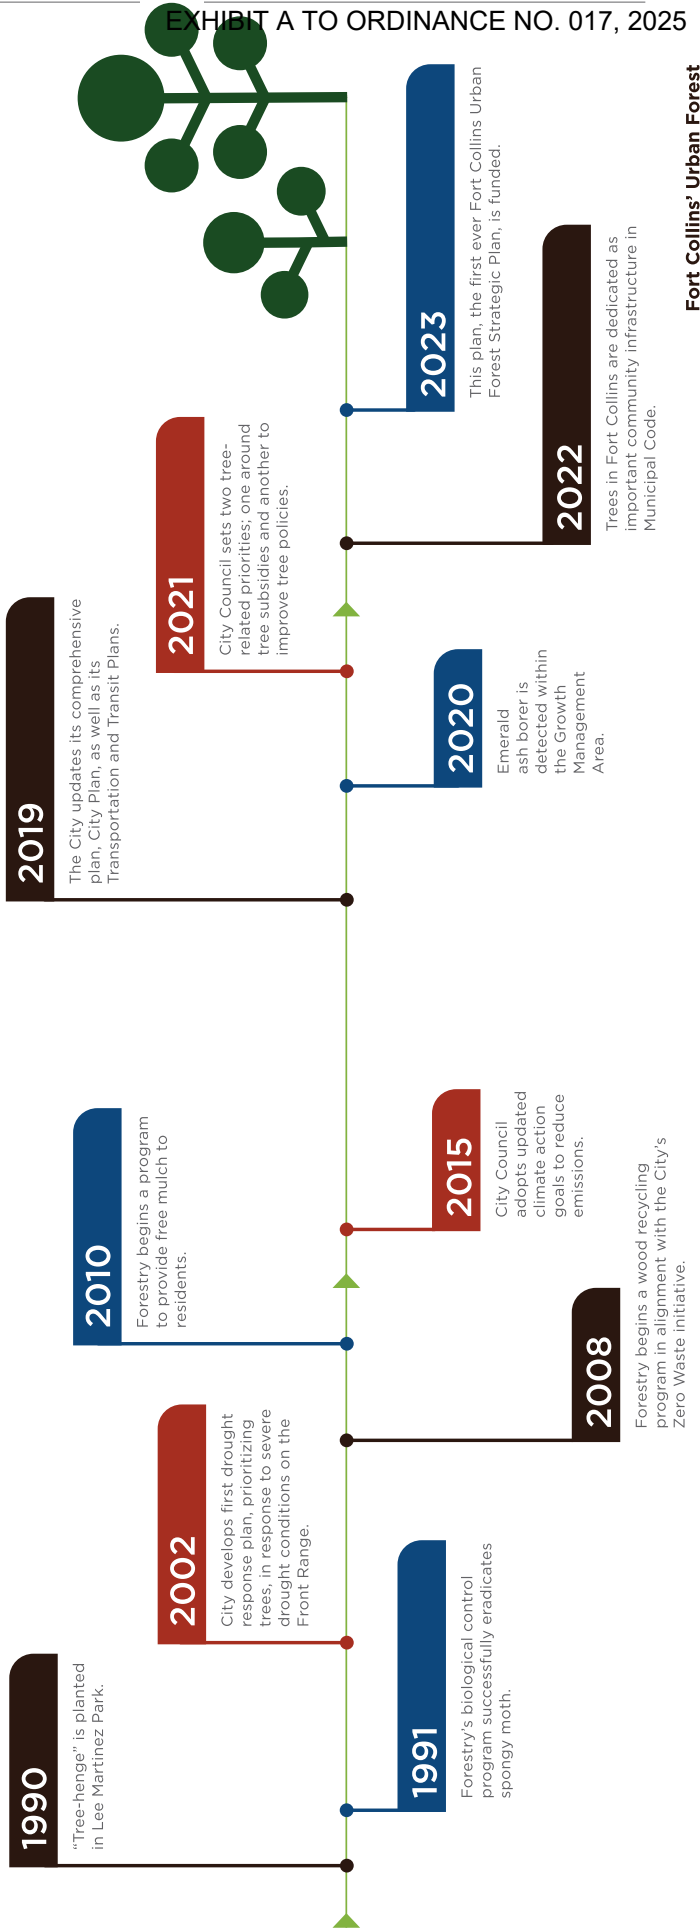 EXHIBIT A TO ORDINANCE NO. 017, 2025
1990
“Tree-henge” is planted
in Lee Martinez Park.
1991
Forestry’s biological control
program successfully eradicates
spongy moth.
2002
City develops first drought
response plan, prioritizing
trees, in response to severe
drought conditions on the
Front Range.
2008
Forestry begins a wood recycling
program in alignment with the City’s
Zero Waste initiative.
2010
Forestry begins a program
to provide free mulch to
residents.
2015
City Council
adopts updated
climate action
goals to reduce
emissions.
2019
The City updates its comprehensive
plan, City Plan, as well as its
Transportation and Transit Plans.
2020
Emerald
ash borer is
detected within
the Growth
Management
Area.
2021
City Council sets two tree-
related priorities; one around
tree subsidies and another to
improve tree policies.
2022
Trees in Fort Collins are dedicated as
important community infrastructure in
Municipal Code.
2023
This plan, the first ever Fort Collins Urban
Forest Strategic Plan, is funded.
Fort Collins’ Urban Forest